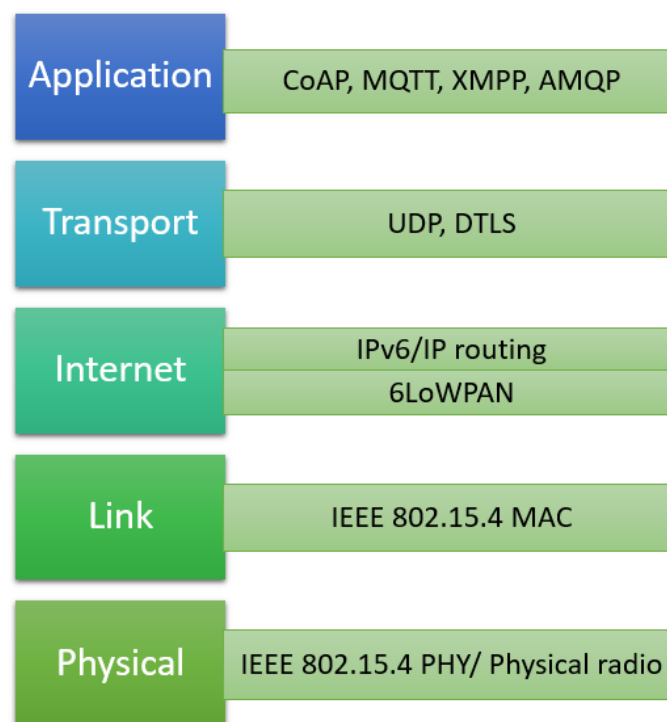 Application
CoAP, MQTT, XMPP, AMQP
Transport
UDP, DTLS
Internet
IPv6/IP routing
6LoWPAN
Link
IEEE 802.15.4 MAC
Physical
IEEE 802.15.4 PHY/ Physical radio